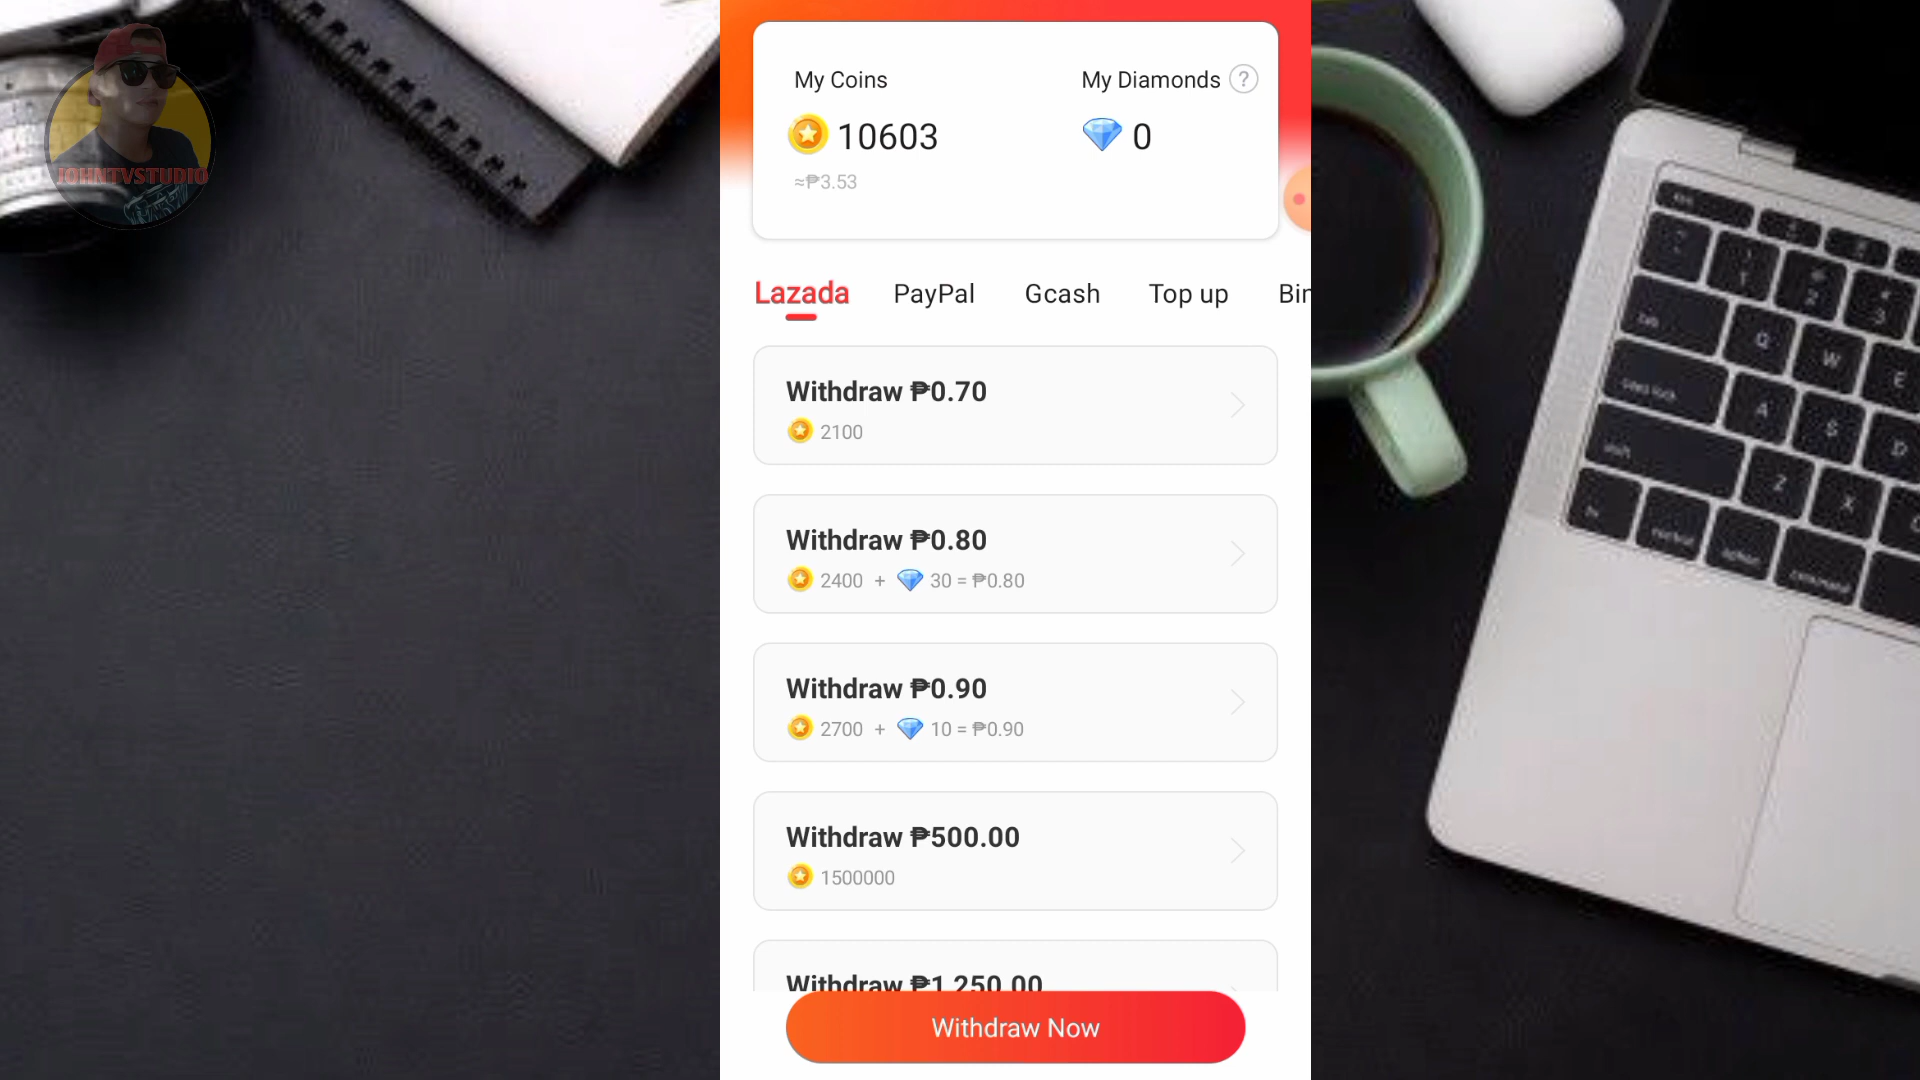 JOHNTVSTUDIO
My Coins
My Diamonds ?
10603
0
≈₱3.53
Lazada PayPal Gcash Top up Bin
Withdraw ₱0.70
2100
Withdraw ₱0.80
2400 + 30 = ₱0.80
Withdraw ₱0.90
2700 + 10 = ₱0.90
Withdraw ₱500.00
1500000
Withdraw ₱1,250.00
Withdraw Now